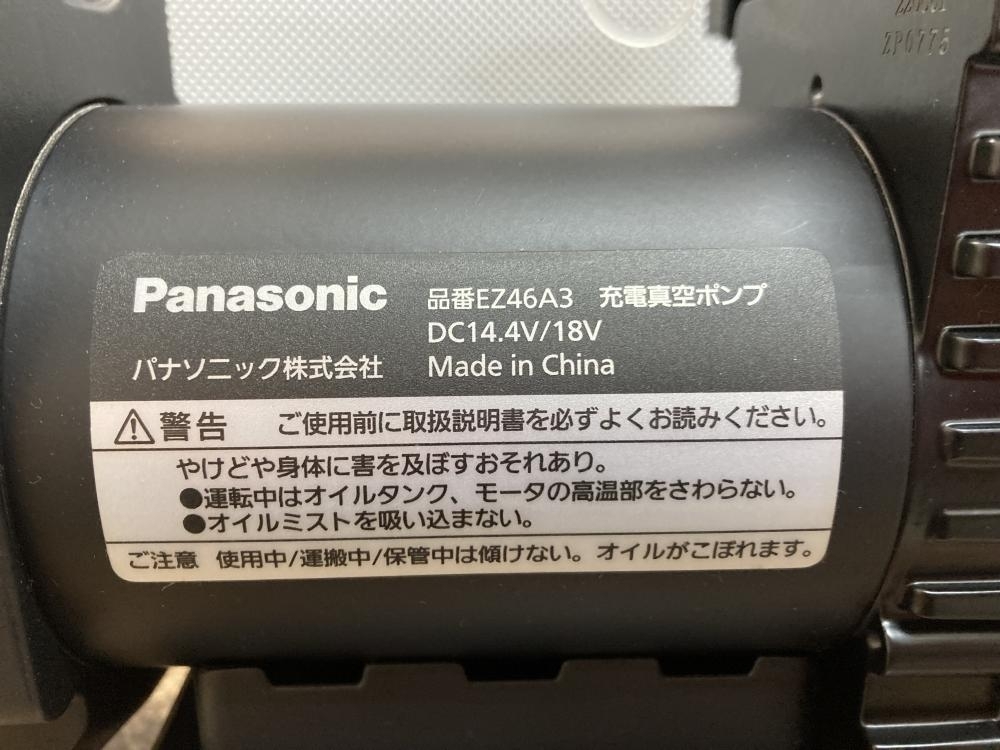 ZP0775
Panasonic
品番EZ46A3 充電真空ポンプ
DC14.4V/18V
パナソニック株式会社 Made in China
警告 ご使用前に取扱説明書を必ずよくお読みください。
やけどや身体に害を及ぼすおそれあり。
●運転中はオイルタンク、モータの高温部をさわらない。
●オイルミストを吸い込まない。
ご注意 使用中/運搬中/保管中は傾けない。オイルがこぼれます。